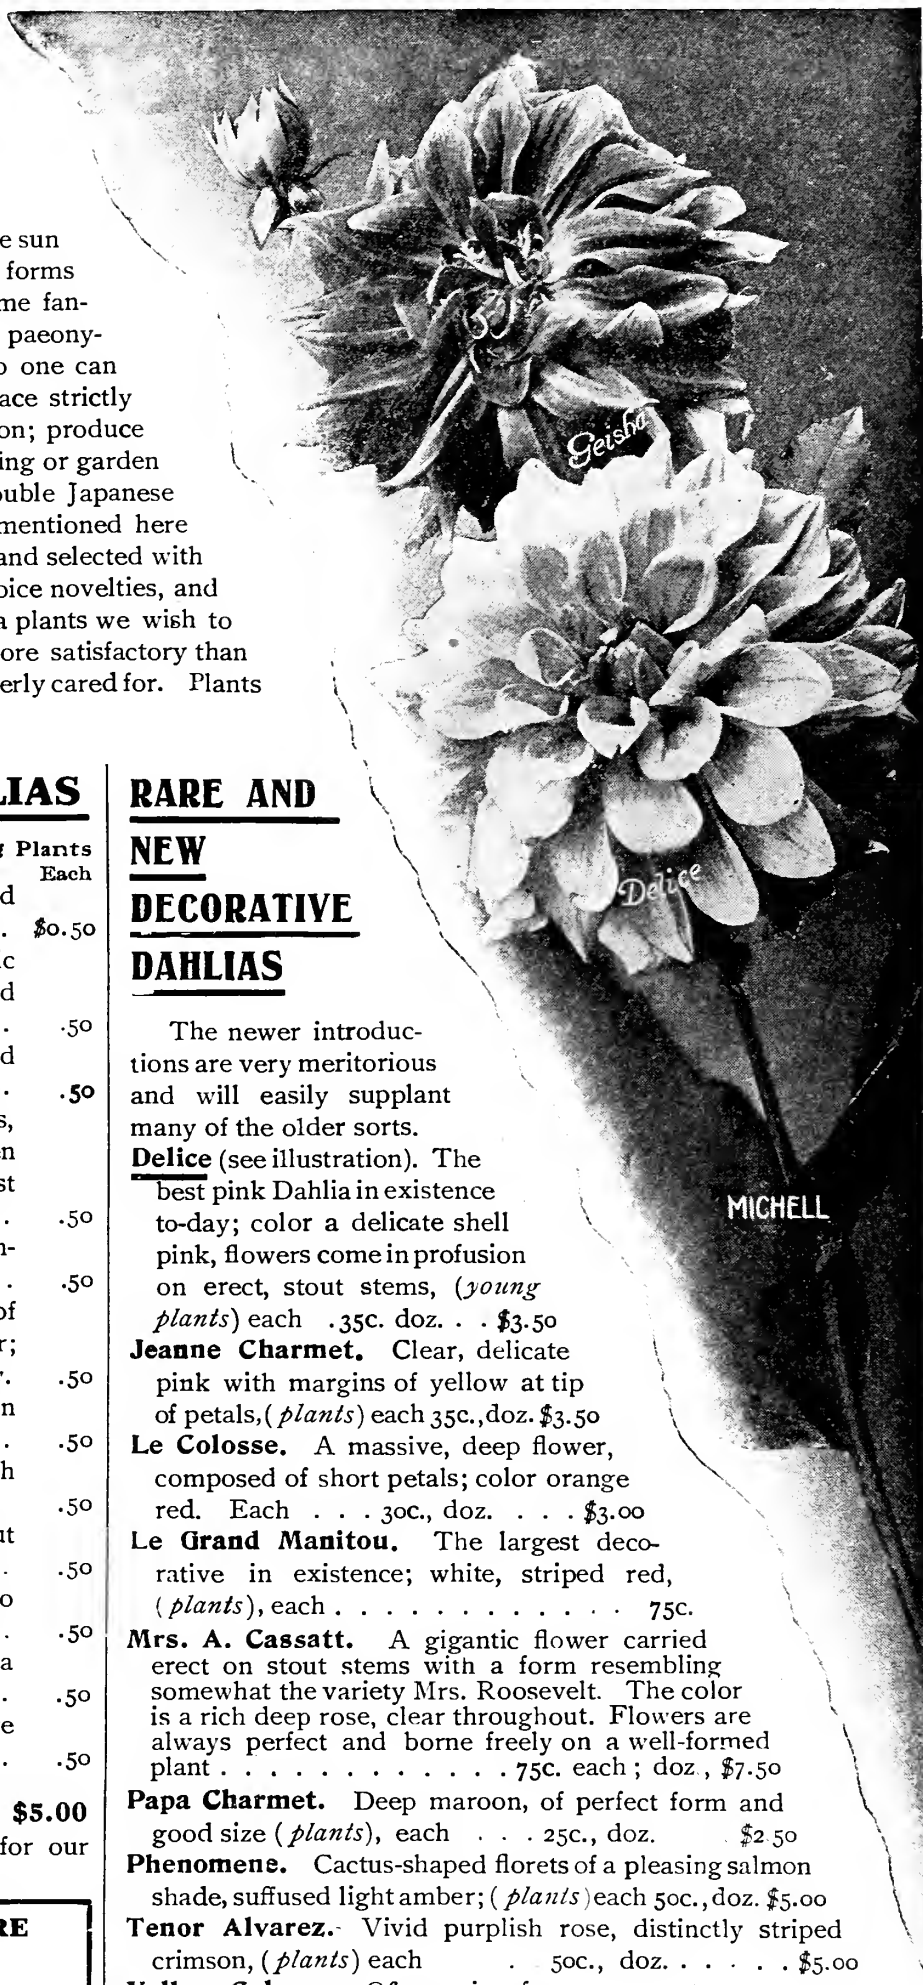 e sun
forms
me fan-
paeony-
o one can
ace strictly
on; produce
ing or garden
ouble Japanese
mentioned here
and selected with
oice novelties, and
a plants we wish to
ore satisfactory than
erly cared for. Plants
Geisha
Delice
MICHELL
LIAS
Plants
Each
d
. $0.50
c
d
. .50
d
. .50
s,
n
st
. .50
n-
. .50
of
r;
. .50
n
. .50
h
.50
ut
. .50
o
. .50
a
. .50
e
. .50
$5.00
for our
RE
RARE AND
NEW
DECORATIVE
DAHLIAS
The newer introduc-
tions are very meritorious
and will easily supplant
many of the older sorts.
Delice (see illustration). The
best pink Dahlia in existence
to-day; color a delicate shell
pink, flowers come in profusion
on erect, stout stems, (young
plants) each .35c. doz. . . $3.50
Jeanne Charmet. Clear, delicate
pink with margins of yellow at tip
of petals, (plants) each 35c., doz. $3.50
Le Colosse. A massive, deep flower,
composed of short petals; color orange
red. Each . . . 30c., doz. . . . $3.00
Le Grand Manitou. The largest deco-
rative in existence; white, striped red,
(plants), each . . . . . . . . . . . . . 75c.
Mrs. A. Cassatt. A gigantic flower carried
erect on stout stems with a form resembling
somewhat the variety Mrs. Roosevelt. The color
is a rich deep rose, clear throughout. Flowers are
always perfect and borne freely on a well-formed
plant . . . . . . . . . . . . . 75c. each; doz., $7.50
Papa Charmet. Deep maroon, of perfect form and
good size (plants), each . . . 25c., doz. $2.50
Phenomene. Cactus-shaped florets of a pleasing salmon
shade, suffused light amber; (plants) each 50c., doz. $5.00
Tenor Alvarez. Vivid purplish rose, distinctly striped
crimson, (plants) each . 50c., doz. . . . . . $5.00